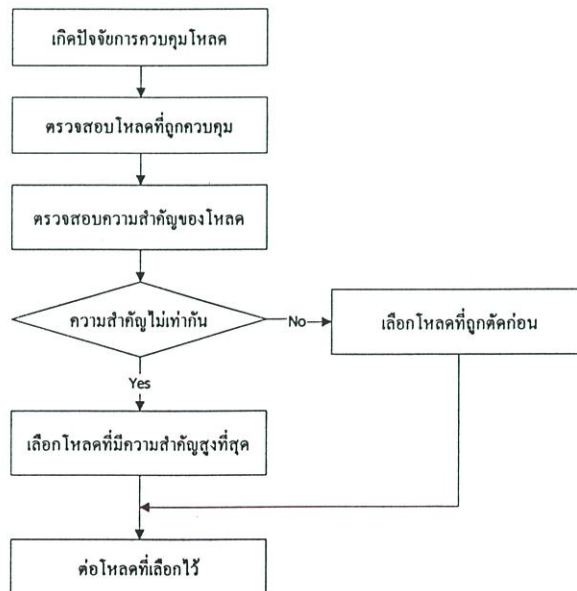 เกิดปัจจัยการควบคุมโหลด
ตรวจสอบโหลดที่ถูกควบคุม
ตรวจสอบความสำคัญของโหลด
ความสำคัญไม่เท่ากัน
No
เลือกโหลดที่ถูกตัดก่อน
Yes
เลือกโหลดที่มีความสำคัญสูงที่สุด
ต่อโหลดที่เลือกไว้